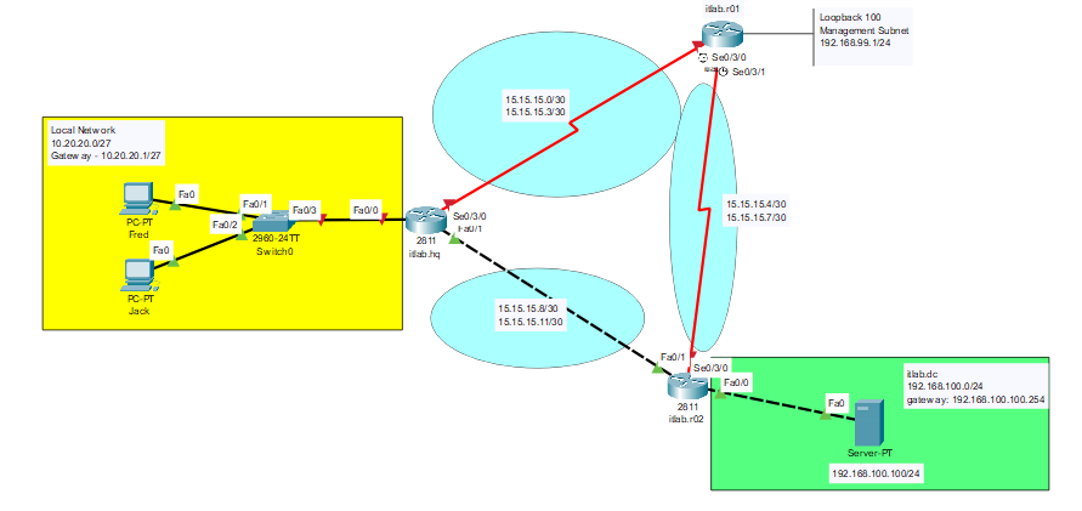 itlab.r01
Loopback 100
Management Subnet
192.168.99.1/24
Se0/3/0
Se0/3/1
15.15.15.0/30
15.15.15.3/30
Local Network
10.20.20.0/27
Gateway - 10.20.20.1/27
Fa0
Fa0/1
PC-PT
Fred
Fa0/2
Fa0/3
2960-24TT
Switch0
Fa0
PC-PT
Jack
Fa0/0
Se0/3/0
Fa0/1
2811
itlab.hq
15.15.15.4/30
15.15.15.7/30
15.15.15.8/30
15.15.15.11/30
Fa0/1
Se0/3/0
Fa0/0
2811
itlab.r02
itlab.dc
192.168.100.0/24
gateway: 192.168.100.100.254
Fa0
Server-PT
192.168.100.100/24